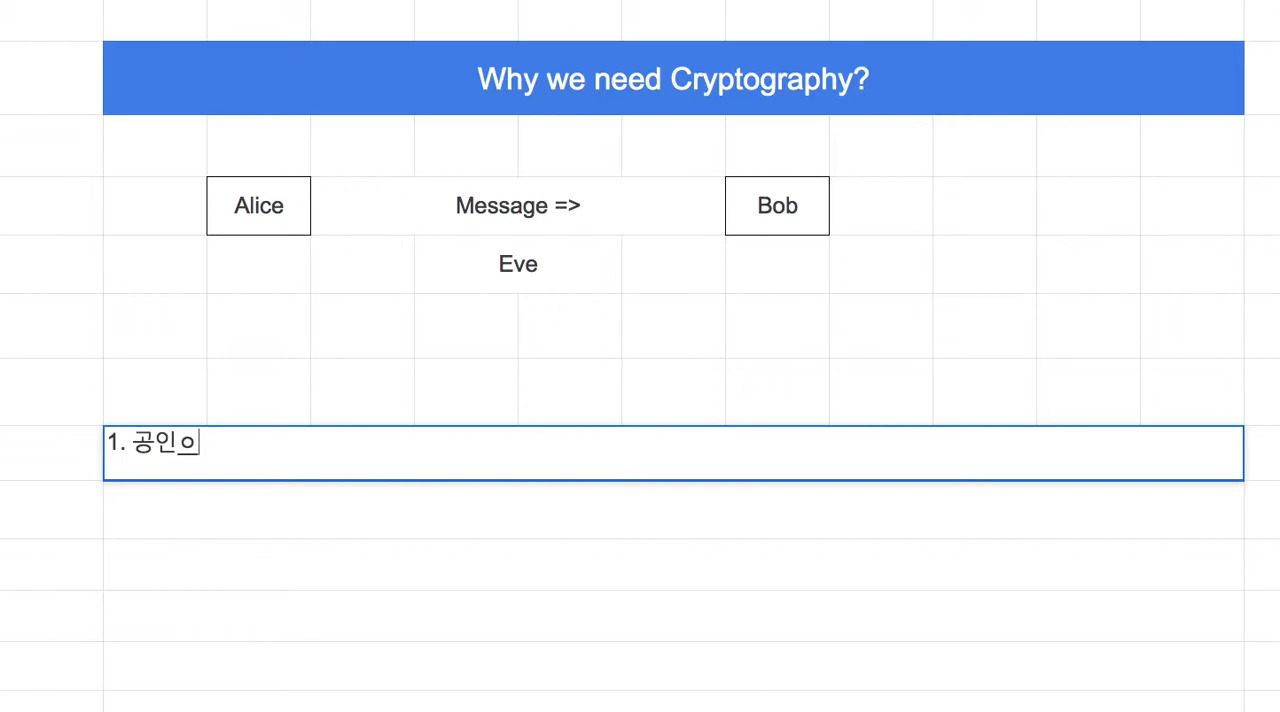 Why we need Cryptography?
Alice Message => Bob
Eve
1. 공인ㅇ